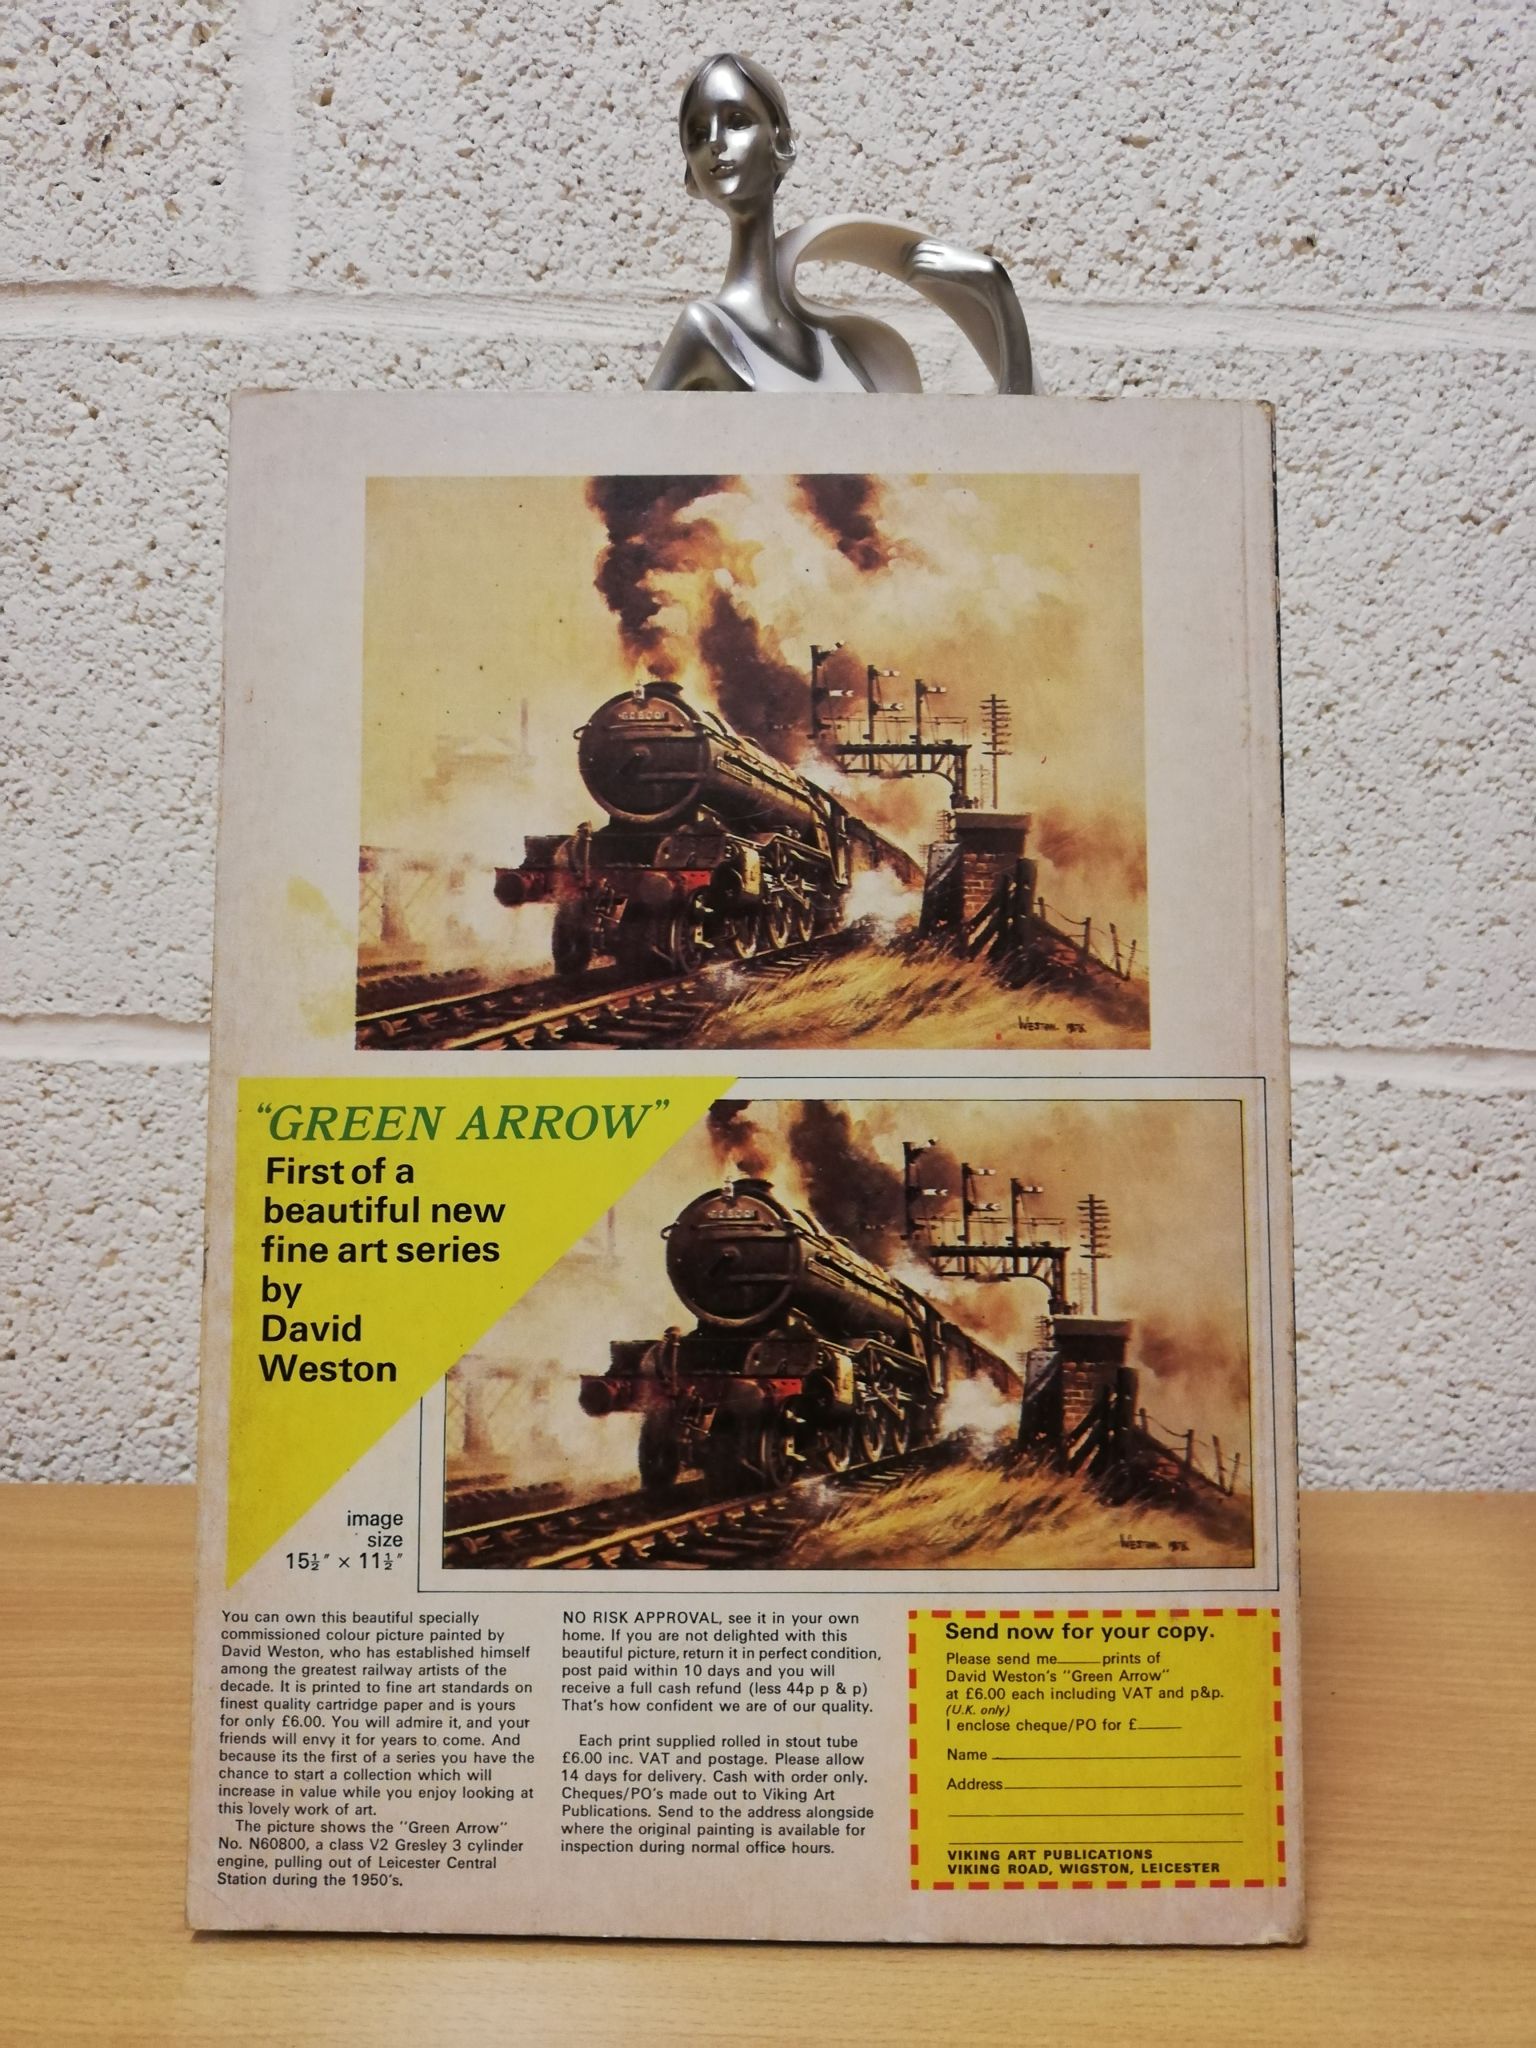 WESTON
"GREEN ARROW"
First of a
beautiful new
fine art series
by
David
Weston
WESTON
image
size
15½" × 11½"
You can own this beautiful specially
commissioned colour picture painted by
David Weston, who has established himself
among the greatest railway artists of the
decade. It is printed to fine art standards on
finest quality cartridge paper and is yours
for only £6.00. You will admire it, and your
friends will envy it for years to come. And
because its the first of a series you have the
chance to start a collection which will
increase in value while you enjoy looking at
this lovely work of art.
The picture shows the "Green Arrow"
No. N60800, a class V2 Gresley 3 cylinder
engine, pulling out of Leicester Central
Station during the 1950's.
NO RISK APPROVAL, see it in your own
home. If you are not delighted with this
beautiful picture, return it in perfect condition,
post paid within 10 days and you will
receive a full cash refund (less 44p p & p)
That's how confident we are of our quality.
Each print supplied rolled in stout tube
£6.00 inc. VAT and postage. Please allow
14 days for delivery. Cash with order only.
Cheques/PO's made out to Viking Art
Publications. Send to the address alongside
where the original painting is available for
inspection during normal office hours.
Send now for your copy.
Please send me_____prints of
David Weston's "Green Arrow"
at £6.00 each including VAT and p&p.
(U.K. only)
I enclose cheque/PO for £_____
Name
Address
VIKING ART PUBLICATIONS
VIKING ROAD, WIGSTON, LEICESTER